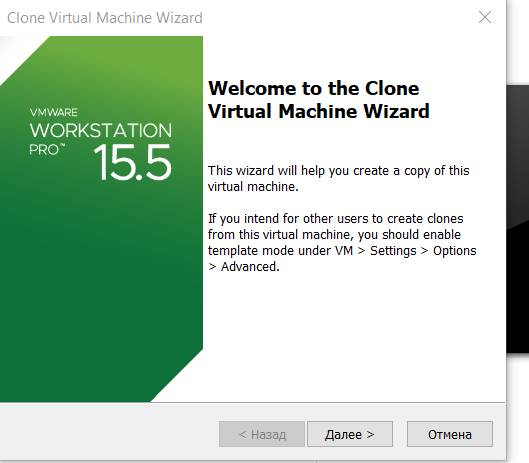 Clone Virtual Machine Wizard
VMWARE
WORKSTATION
PRO™ 15.5
Welcome to the Clone
Virtual Machine Wizard
This wizard will help you create a copy of this
virtual machine.
If you intend for other users to create clones
from this virtual machine, you should enable
template mode under VM > Settings > Options
> Advanced.
< Назад Далее > Отмена